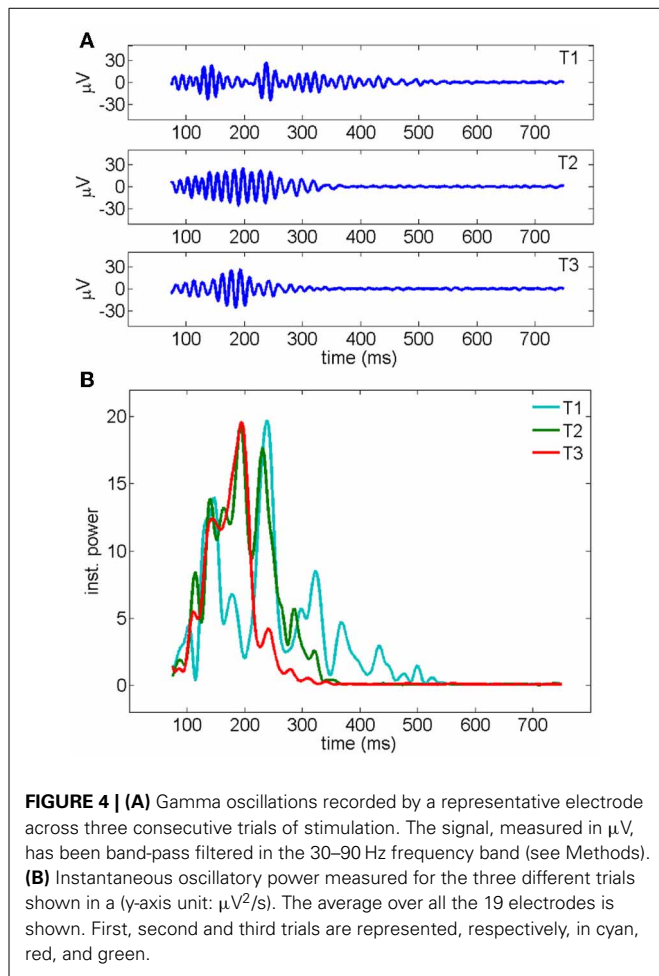 A
30
0
-30
μV
T1
100 200 300 400 500 600 700
30
0
-30
μV
T2
100 200 300 400 500 600 700
30
0
-30
μV
T3
100 200 300 400 500 600 700
time (ms)
B
20
15
10
5
0
inst. power
T1
T2
T3
100 200 300 400 500 600 700
time (ms)
FIGURE 4 | (A) Gamma oscillations recorded by a representative electrode
across three consecutive trials of stimulation. The signal, measured in μV,
has been band-pass filtered in the 30–90 Hz frequency band (see Methods).
(B) Instantaneous oscillatory power measured for the three different trials
shown in a (y-axis unit: μV²/s). The average over all the 19 electrodes is
shown. First, second and third trials are represented, respectively, in cyan,
red, and green.